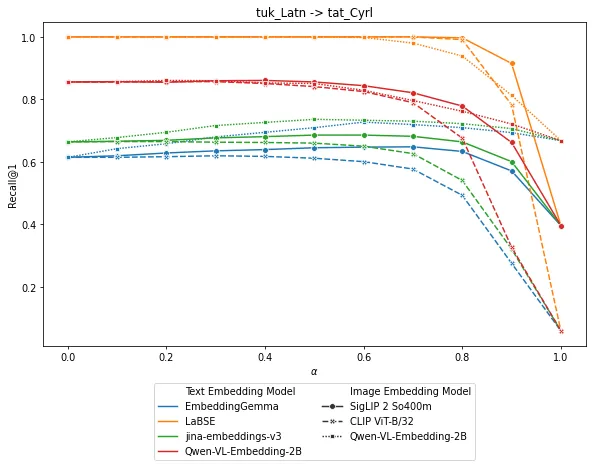 tuk_Latn -> tat_Cyrl
Recall@1
1.0
0.8
0.6
0.4
0.2
0.0 0.2 0.4 0.6 0.8 1.0
α
Text Embedding Model Image Embedding Model
EmbeddingGemma SigLIP 2 So400m
LaBSE CLIP ViT-B/32
jina-embeddings-v3 Qwen-VL-Embedding-2B
Qwen-VL-Embedding-2B